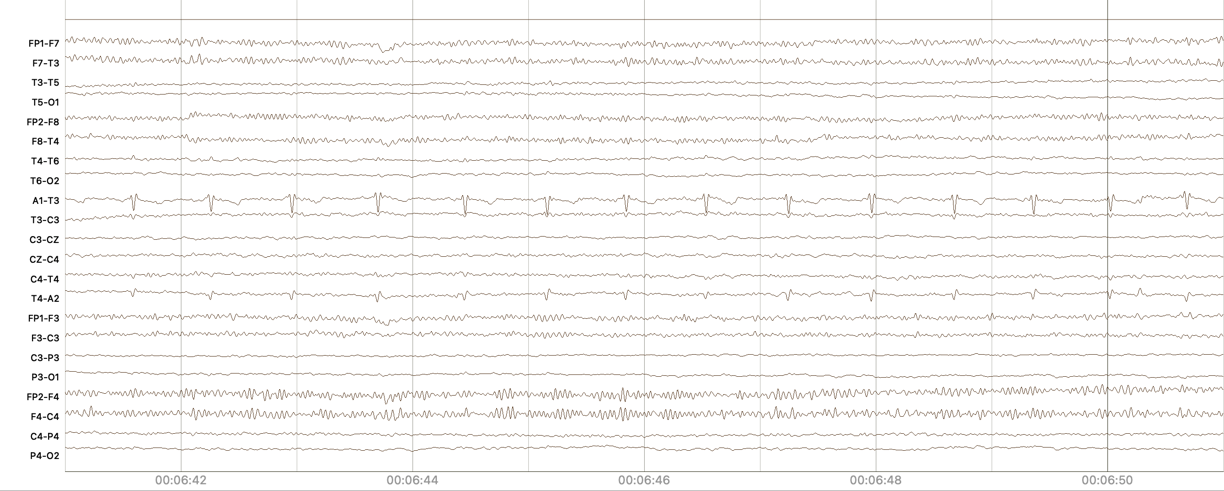 FP1-F7
F7-T3
T3-T5
T5-O1
FP2-F8
F8-T4
T4-T6
T6-O2
A1-T3
T3-C3
C3-CZ
CZ-C4
C4-T4
T4-A2
FP1-F3
F3-C3
C3-P3
P3-O1
FP2-F4
F4-C4
C4-P4
P4-O2
00:06:42 00:06:44 00:06:46 00:06:48 00:06:50